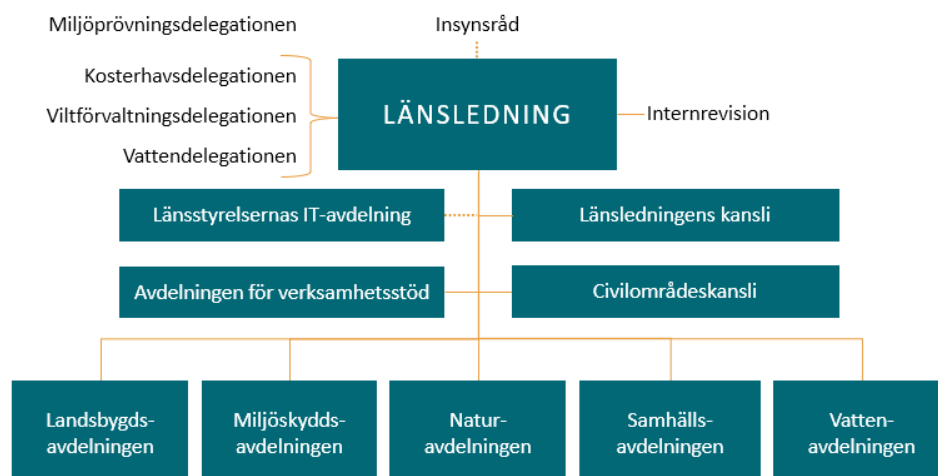 Miljöprövningsdelegationen
Insynsråd
Kosterhavsdelegationen
Viltförvaltningsdelegationen
Vattendelegationen
LÄNSLEDNING
Internrevision
Länsstyrelsernas IT-avdelning
Länsledningens kansli
Avdelningen för verksamhetsstöd
Civilområdeskansli
Landsbygds-
avdelningen
Miljöskydds-
avdelningen
Natur-
avdelningen
Samhälls-
avdelningen
Vatten-
avdelningen